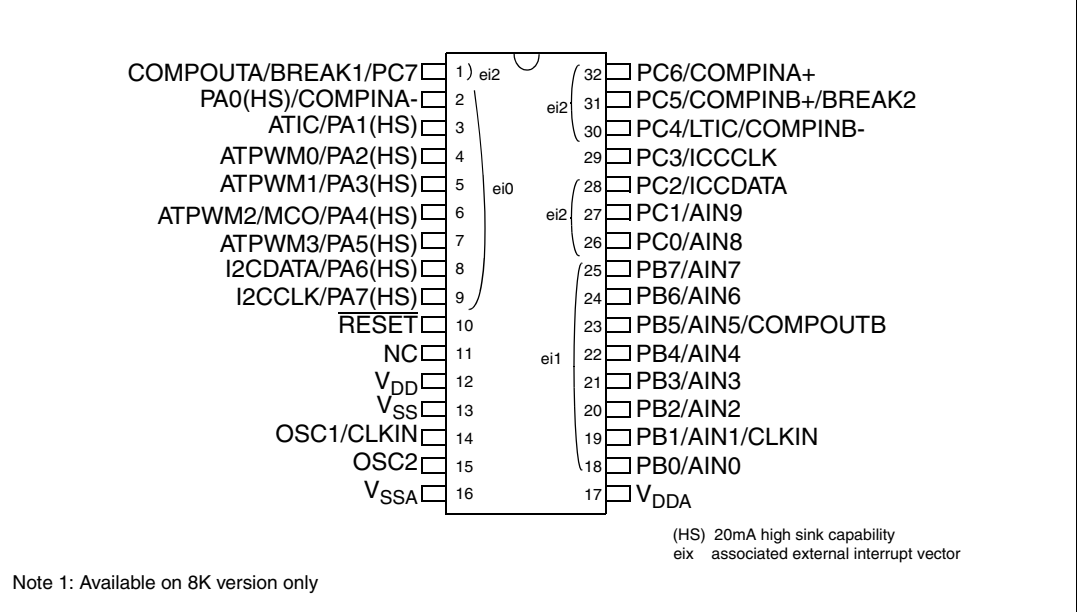 COMPOUTA/BREAK1/PC7 1 ) ei2 32 PC6/COMPINA+
PA0(HS)/COMPINA- 2 ei2 31 PC5/COMPINB+/BREAK2
ATIC/PA1(HS) 3 30 PC4/LTIC/COMPINB-
ATPWM0/PA2(HS) 4 29 PC3/ICCCLK
ATPWM1/PA3(HS) 5 ei0 28 PC2/ICCDATA
ATPWM2/MCO/PA4(HS) 6 ei2 27 PC1/AIN9
ATPWM3/PA5(HS) 7 26 PC0/AIN8
I2CDATA/PA6(HS) 8 25 PB7/AIN7
I2CCLK/PA7(HS) 9 24 PB6/AIN6
RESET 10 23 PB5/AIN5/COMPOUTB
NC 11 ei1 22 PB4/AIN4
VDD 12 21 PB3/AIN3
VSS 13 20 PB2/AIN2
OSC1/CLKIN 14 19 PB1/AIN1/CLKIN
OSC2 15 18 PB0/AIN0
VSSA 16 17 VDDA
(HS) 20mA high sink capability
eix associated external interrupt vector
Note 1: Available on 8K version only